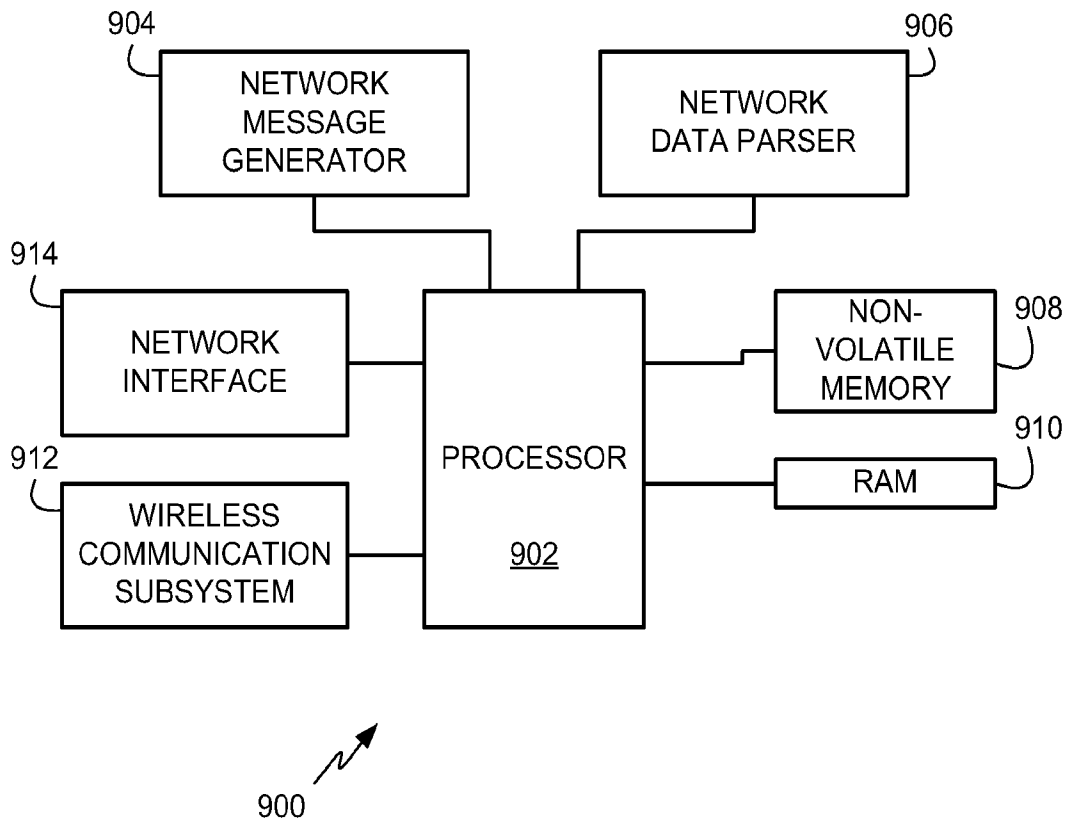 904
NETWORK
MESSAGE
GENERATOR
906
NETWORK
DATA PARSER
914
NETWORK
INTERFACE
912
WIRELESS
COMMUNICATION
SUBSYSTEM
PROCESSOR
902
NON-
VOLATILE
MEMORY
908
RAM
910
900